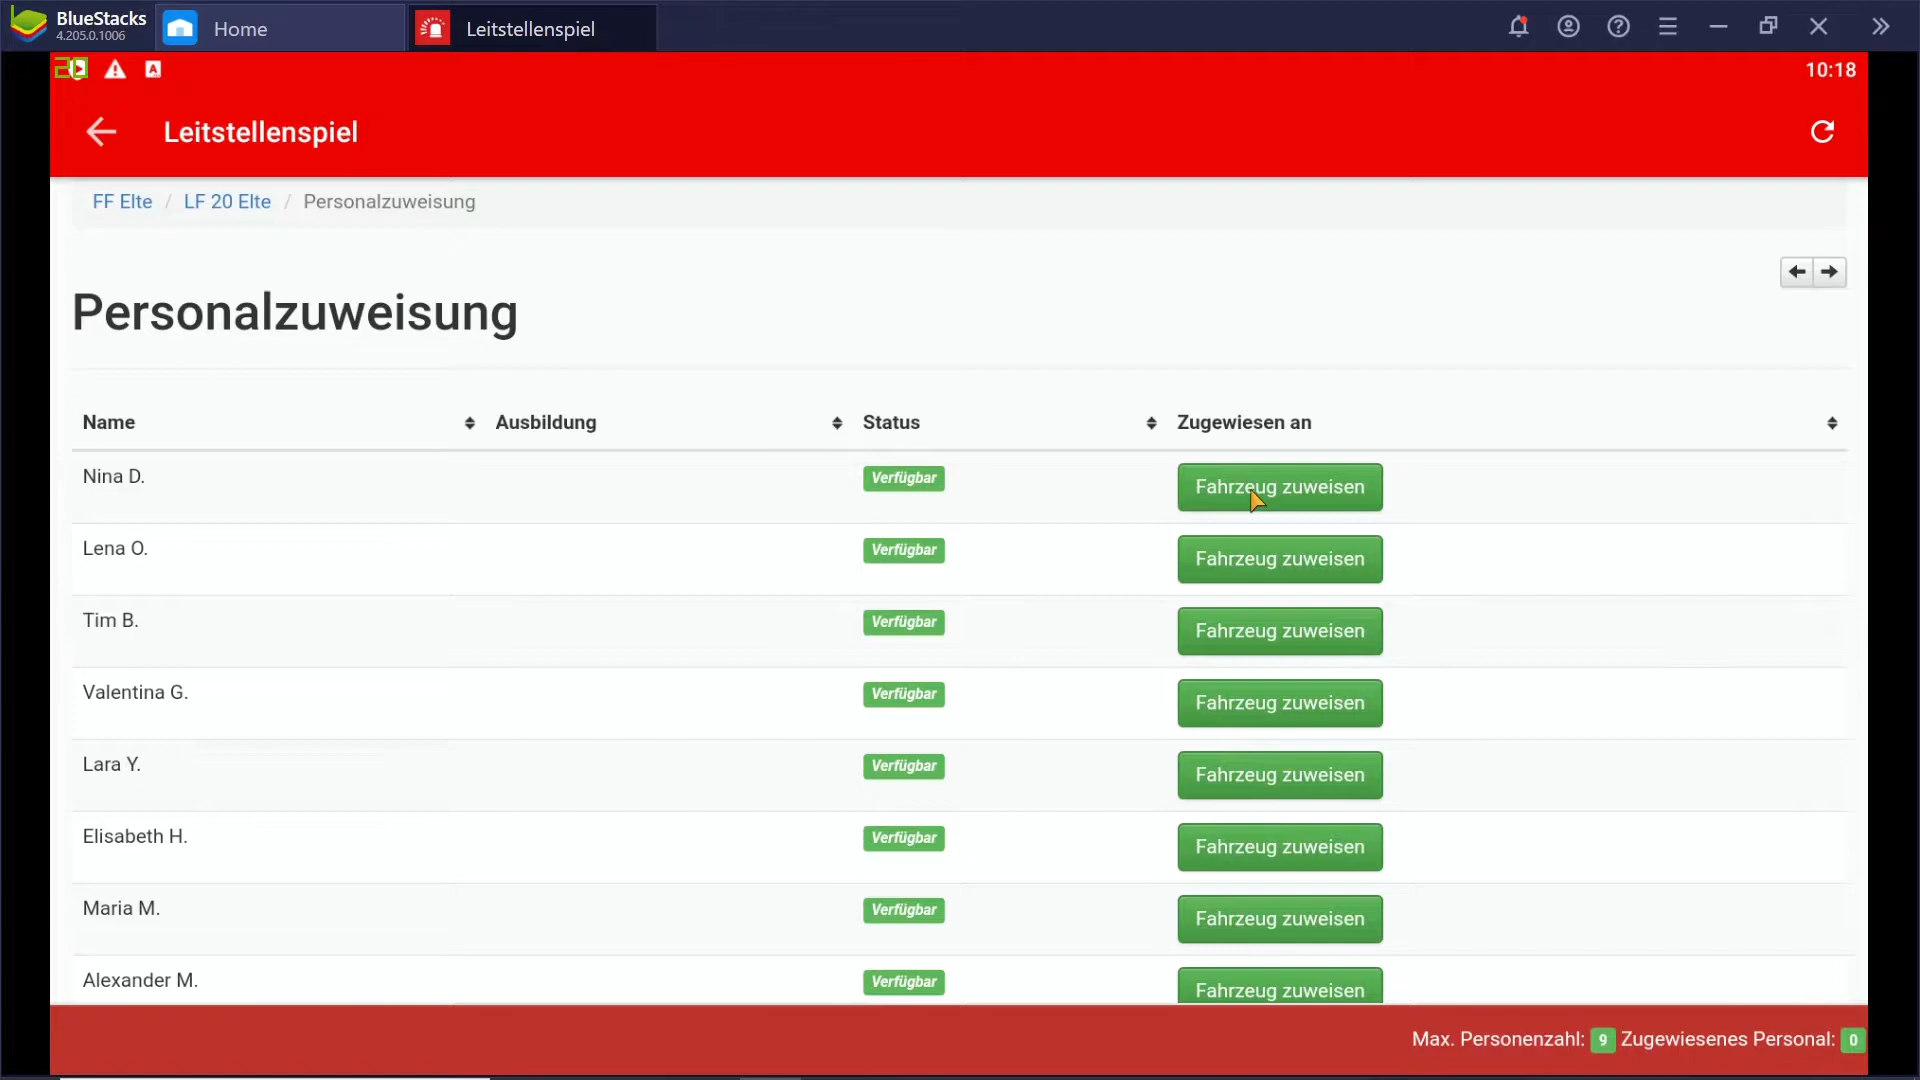 BlueStacks
4.205.0.1006
Home
Leitstellenspiel
20
10:18
Leitstellenspiel
FF Elte / LF 20 Elte / Personalzuweisung
Personalzuweisung
Name Ausbildung Status Zugewiesen an
Nina D. Verfügbar Fahrzeug zuweisen
Lena O. Verfügbar Fahrzeug zuweisen
Tim B. Verfügbar Fahrzeug zuweisen
Valentina G. Verfügbar Fahrzeug zuweisen
Lara Y. Verfügbar Fahrzeug zuweisen
Elisabeth H. Verfügbar Fahrzeug zuweisen
Maria M. Verfügbar Fahrzeug zuweisen
Alexander M. Verfügbar Fahrzeug zuweisen
Max. Personenzahl: 9 Zugewiesenes Personal: 0